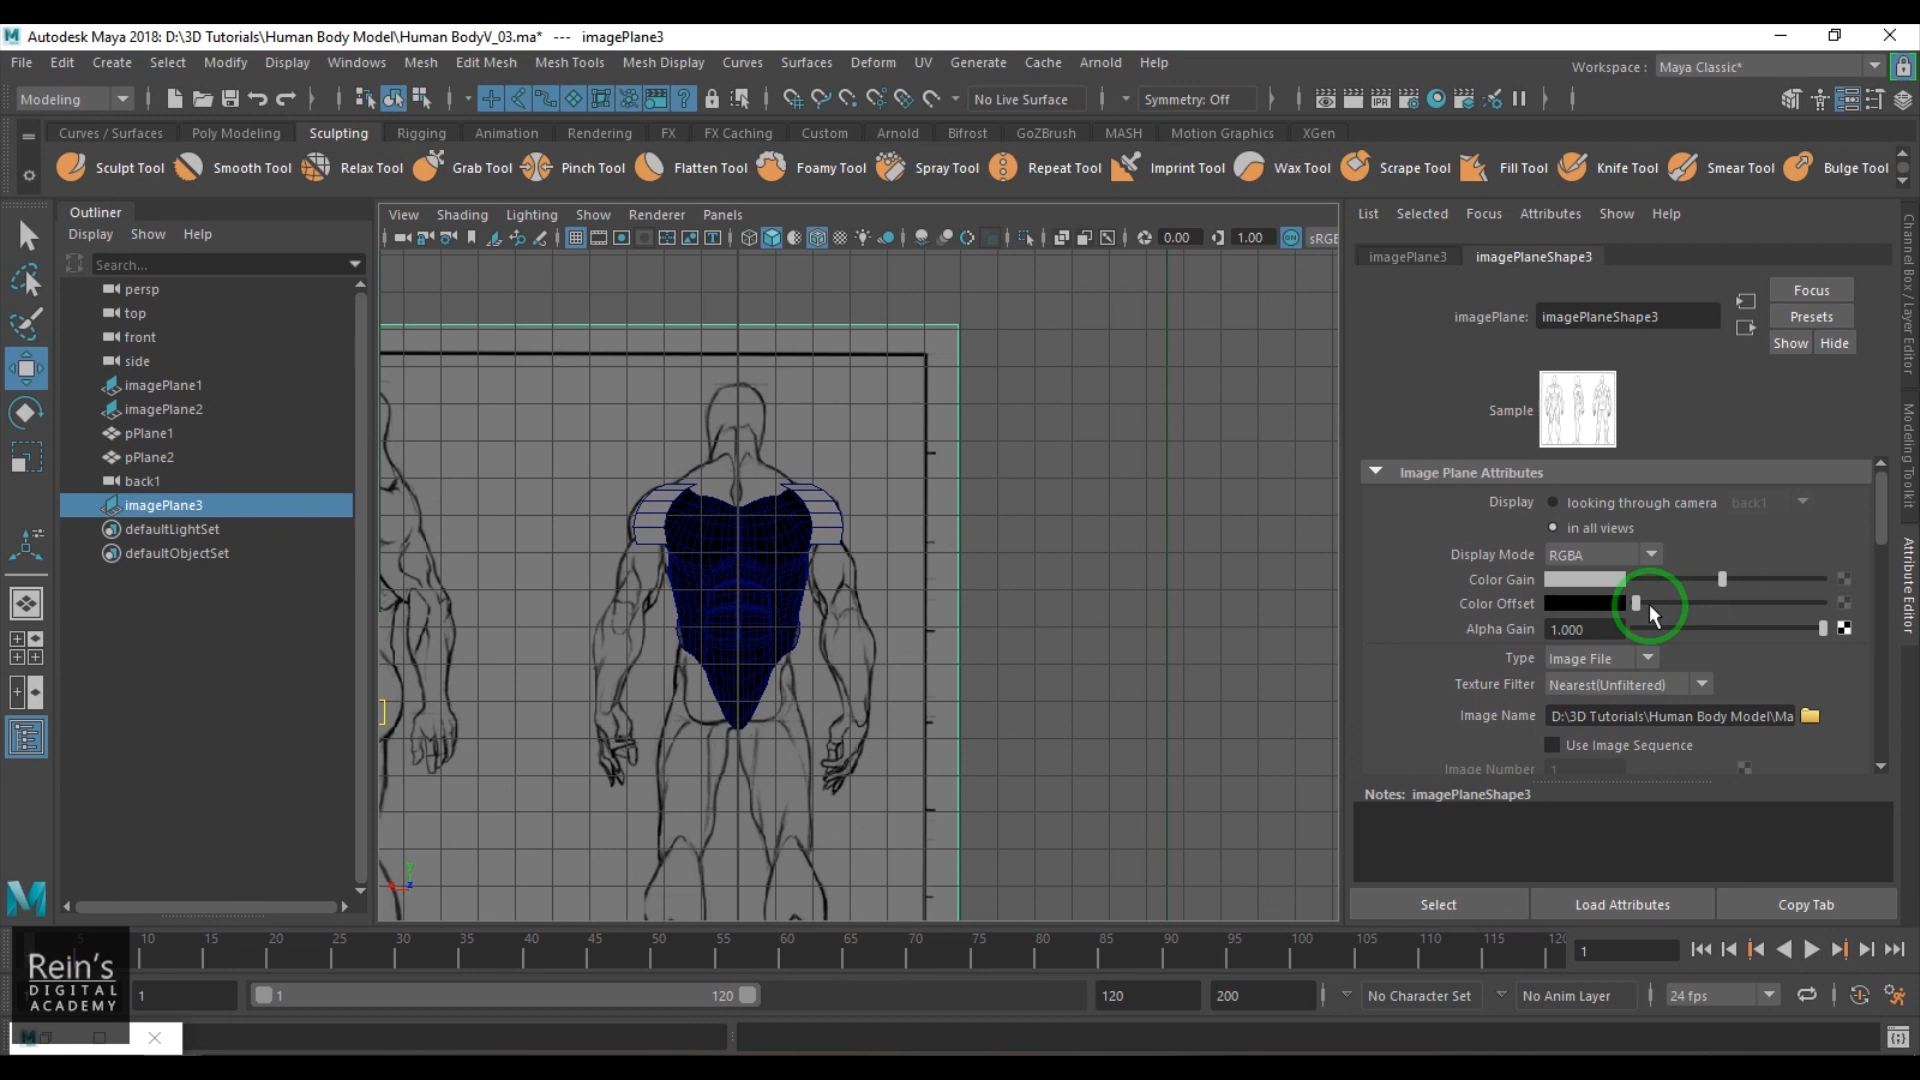 Autodesk Maya 2018: D:\3D Tutorials\Human Body Model\Human BodyV_03.ma* --- imagePlane3
File Edit Create Select Modify Display Windows Mesh Edit Mesh Mesh Tools Mesh Display Curves Surfaces Deform UV Generate Cache Arnold Help
Workspace : Maya Classic*
Modeling No Live Surface Symmetry: Off
Curves / Surfaces Poly Modeling Sculpting Rigging Animation Rendering FX FX Caching Custom Arnold Bifrost GoZBrush MASH Motion Graphics XGen
Sculpt Tool Smooth Tool Relax Tool Grab Tool Pinch Tool Flatten Tool Foamy Tool Spray Tool Repeat Tool Imprint Tool Wax Tool Scrape Tool Fill Tool Knife Tool Smear Tool Bulge Tool
Outliner
Display Show Help
Search...
persp
top
front
side
imagePlane1
imagePlane2
pPlane1
pPlane2
back1
imagePlane3
defaultLightSet
defaultObjectSet
View Shading Lighting Show Renderer Panels
0.00 1.00 ON sRGB
List Selected Focus Attributes Show Help
imagePlane3 imagePlaneShape3
Focus
imagePlane: imagePlaneShape3 Presets
Show Hide
Sample
Image Plane Attributes
Display looking through camera back1
in all views
Display Mode RGBA
Color Gain
Color Offset
Alpha Gain 1.000
Type Image File
Texture Filter Nearest(Unfiltered)
Image Name D:\3D Tutorials\Human Body Model\Ma
Use Image Sequence
Image Number 1
Notes: imagePlaneShape3
Select Load Attributes Copy Tab
Channel Box / Layer Editor
Modeling Toolkit
Attribute Editor
5 10 15 20 25 30 35 40 45 50 55 60 65 70 75 80 85 90 95 100 105 110 115 120
1
Rein's
DIGITAL
ACADEMY
1 1 120 120 200 No Character Set No Anim Layer 24 fps